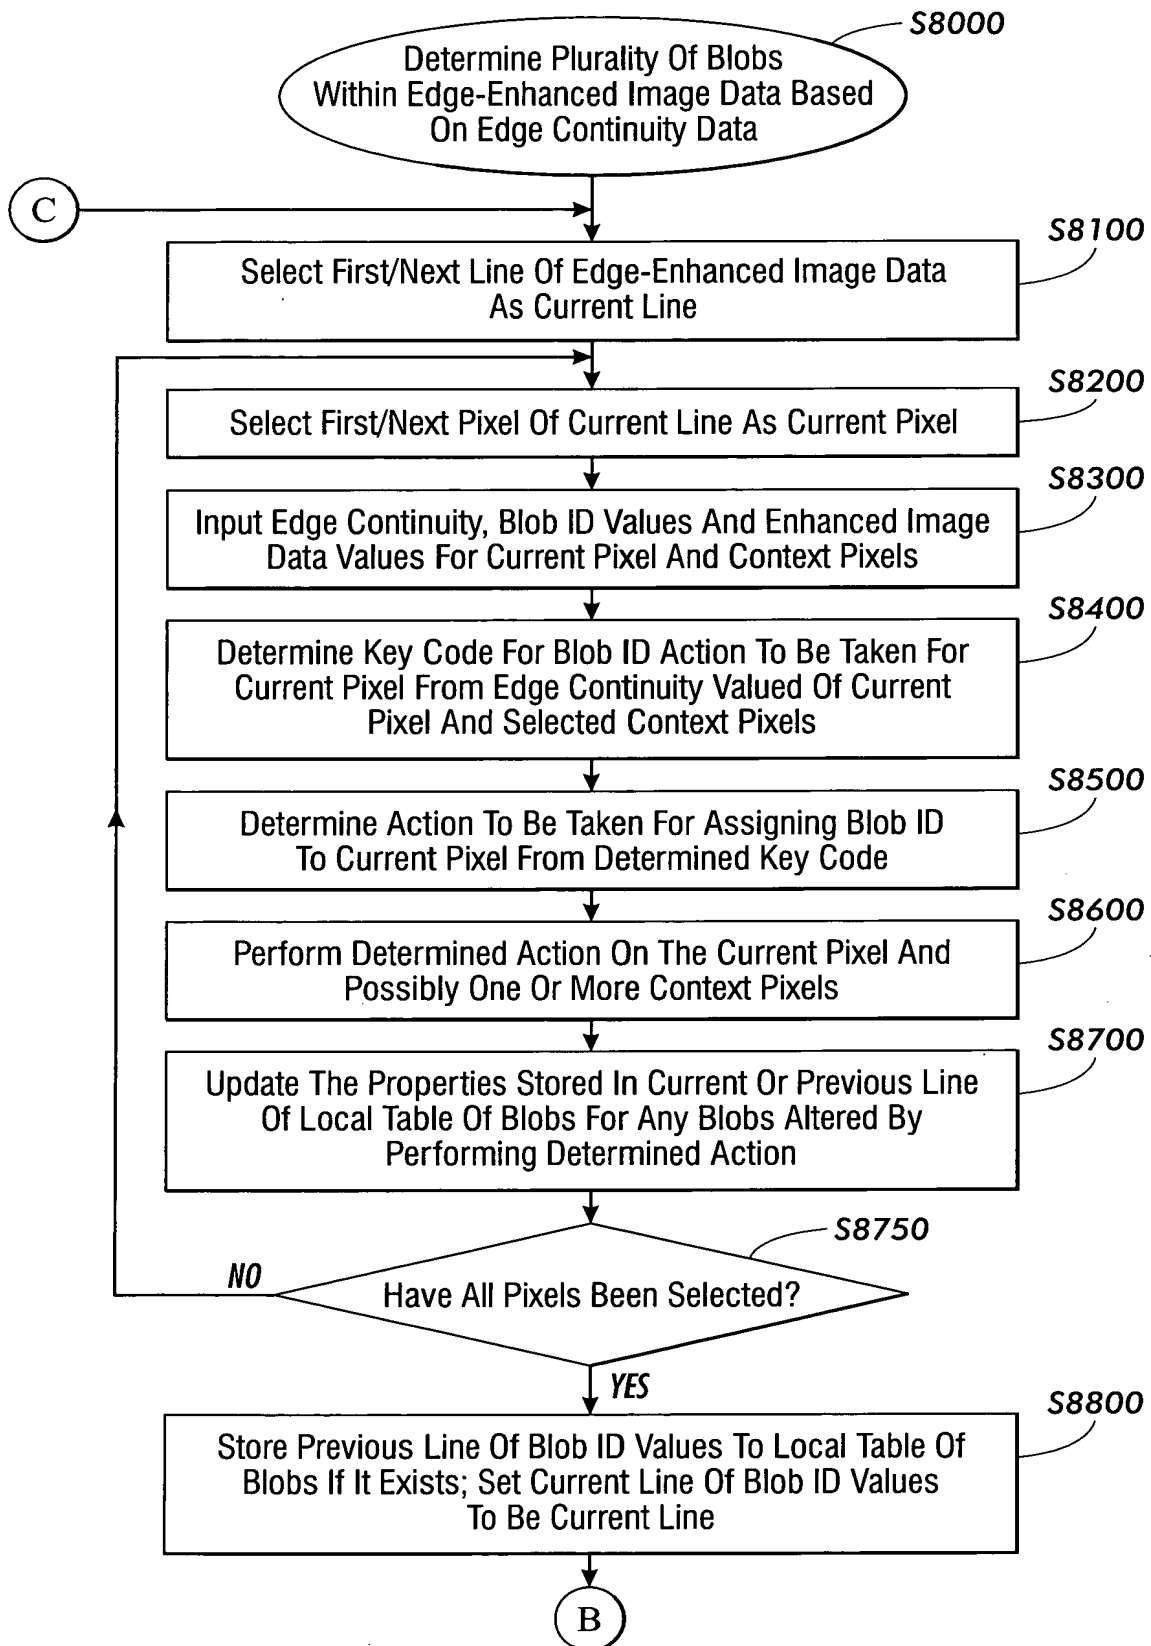 S8000
Determine Plurality Of Blobs
Within Edge-Enhanced Image Data Based
On Edge Continuity Data
C
S8100
Select First/Next Line Of Edge-Enhanced Image Data
As Current Line
S8200
Select First/Next Pixel Of Current Line As Current Pixel
S8300
Input Edge Continuity, Blob ID Values And Enhanced Image
Data Values For Current Pixel And Context Pixels
S8400
Determine Key Code For Blob ID Action To Be Taken For
Current Pixel From Edge Continuity Valued Of Current
Pixel And Selected Context Pixels
S8500
Determine Action To Be Taken For Assigning Blob ID
To Current Pixel From Determined Key Code
S8600
Perform Determined Action On The Current Pixel And
Possibly One Or More Context Pixels
S8700
Update The Properties Stored In Current Or Previous Line
Of Local Table Of Blobs For Any Blobs Altered By
Performing Determined Action
S8750
NO
Have All Pixels Been Selected?
YES
S8800
Store Previous Line Of Blob ID Values To Local Table Of
Blobs If It Exists; Set Current Line Of Blob ID Values
To Be Current Line
B